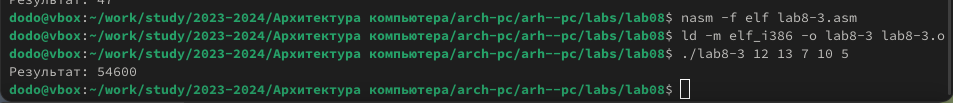 Результат: 47
dodo@vbox:~/work/study/2023-2024/Архитектура компьютера/arch-pc/arh--pc/labs/lab08$ nasm -f elf lab8-3.asm
dodo@vbox:~/work/study/2023-2024/Архитектура компьютера/arch-pc/arh--pc/labs/lab08$ ld -m elf_i386 -o lab8-3 lab8-3.o
dodo@vbox:~/work/study/2023-2024/Архитектура компьютера/arch-pc/arh--pc/labs/lab08$ ./lab8-3 12 13 7 10 5
Результат: 54600
dodo@vbox:~/work/study/2023-2024/Архитектура компьютера/arch-pc/arh--pc/labs/lab08$